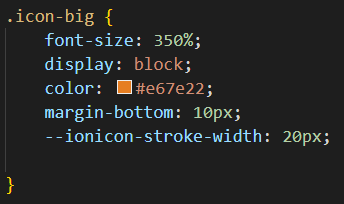 .icon-big {
    font-size: 350%;
    display: block;
    color: #e67e22;
    margin-bottom: 10px;
    --ionicon-stroke-width: 20px;
}